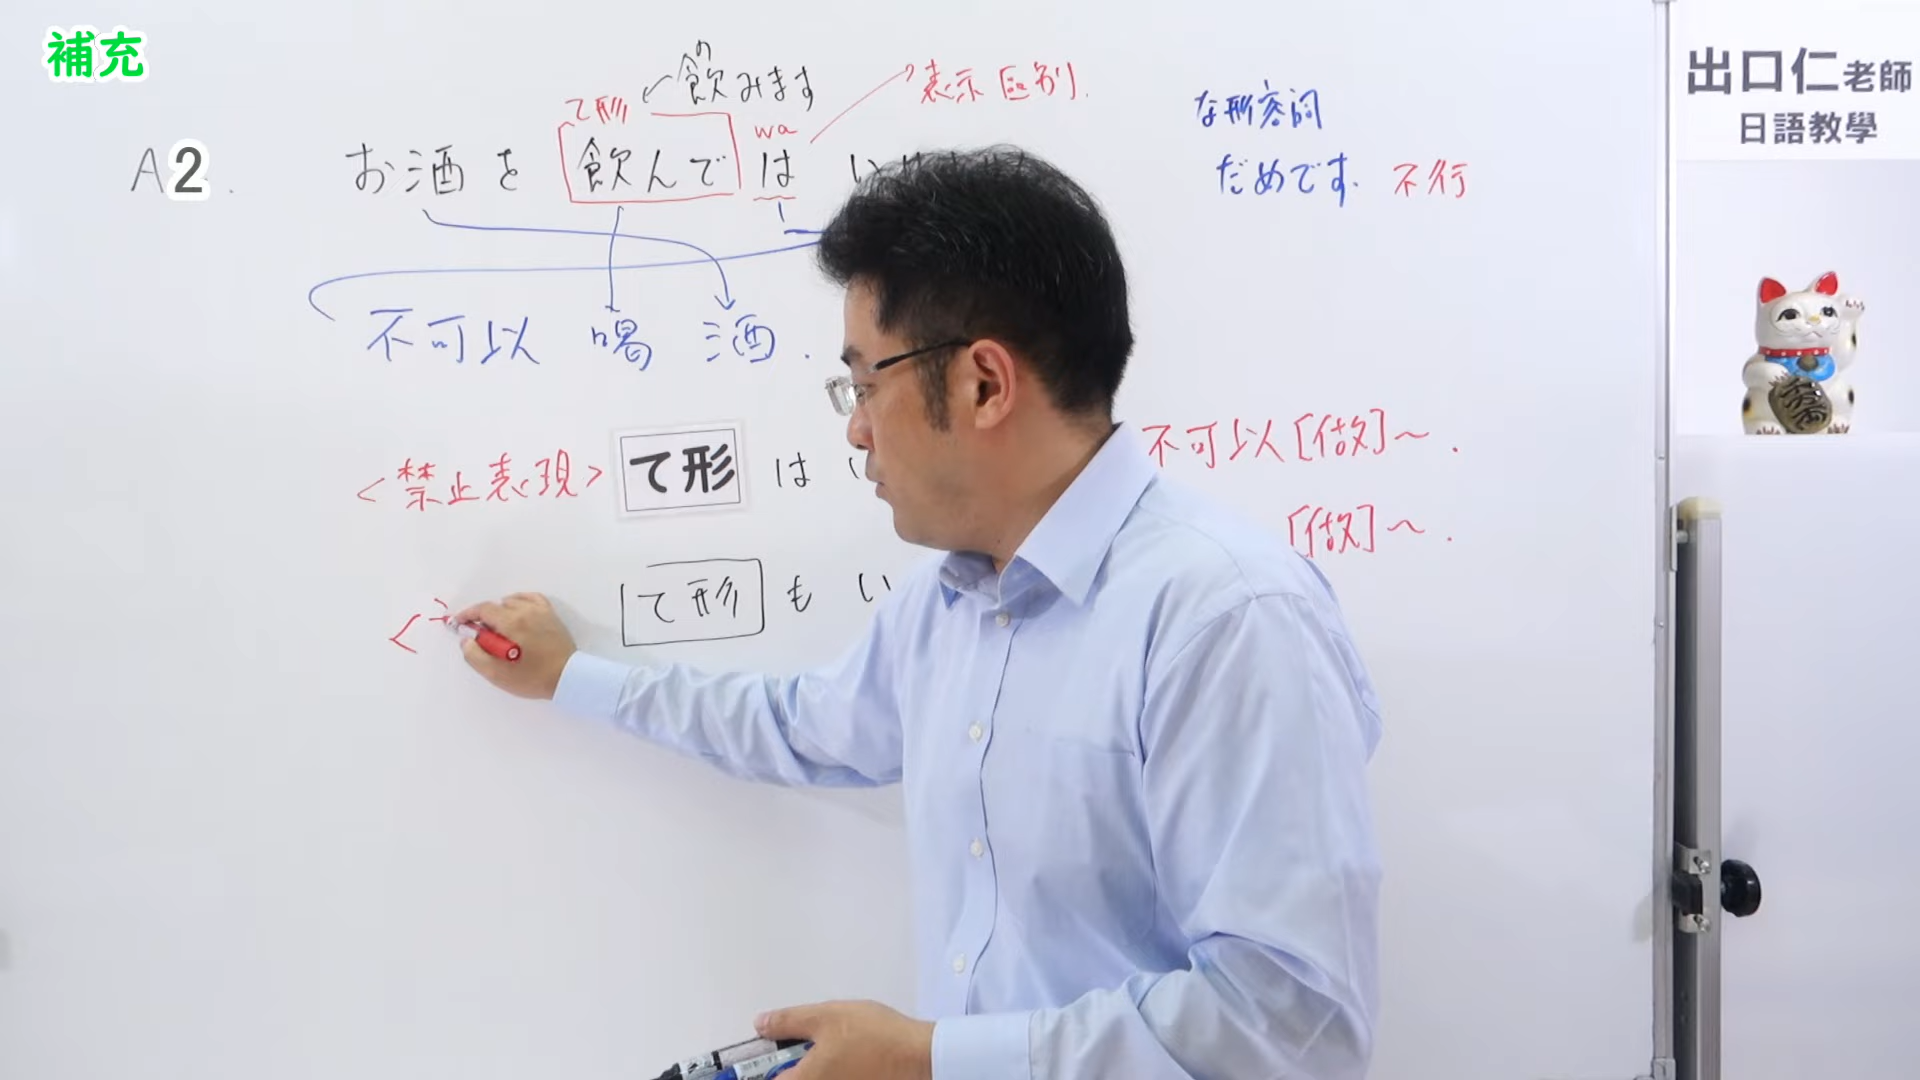 補充
出口仁老師
日語教學
の
飲みます
て形
wa
表示区別.
な形容詞
A2.
お酒を飲んでは
だめです. 不行
不可以 喝 酒.
<禁止表現> て形 は
不可以[做]~.
[做]~.
て形 も い